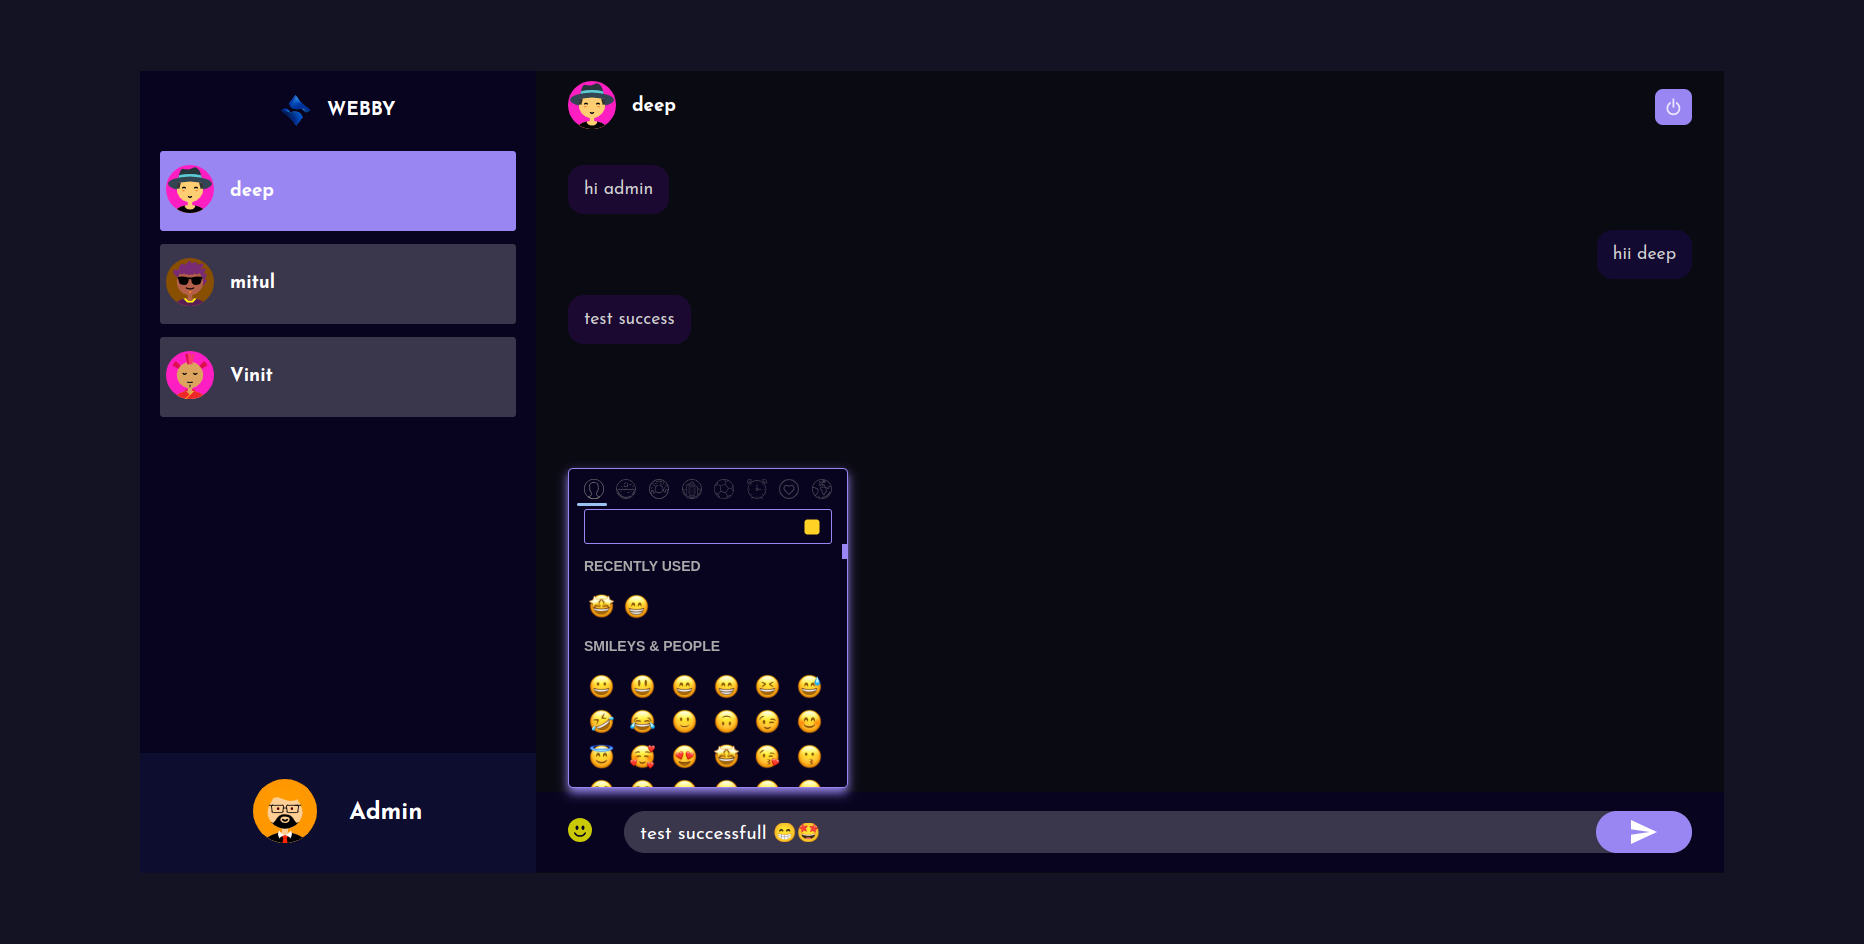 WEBBY
deep
mitul
Vinit
Admin
deep
hi admin
hii deep
test success
RECENTLY USED
🤩 😁
SMILEYS & PEOPLE
😀 😃 😄 😁 😆 😅
🤣 😂 🙂 🙃 😉 😊
😇 🥰 😍 🤩 😘 😗
test successfull 😁🤩